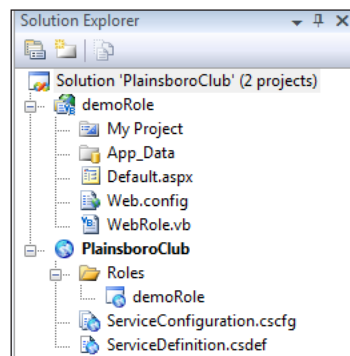 Solution Explorer
Solution 'PlainsboroClub' (2 projects)
demoRole
My Project
App_Data
Default.aspx
Web.config
WebRole.vb
PlainsboroClub
Roles
demoRole
ServiceConfiguration.cscfg
ServiceDefinition.csdef